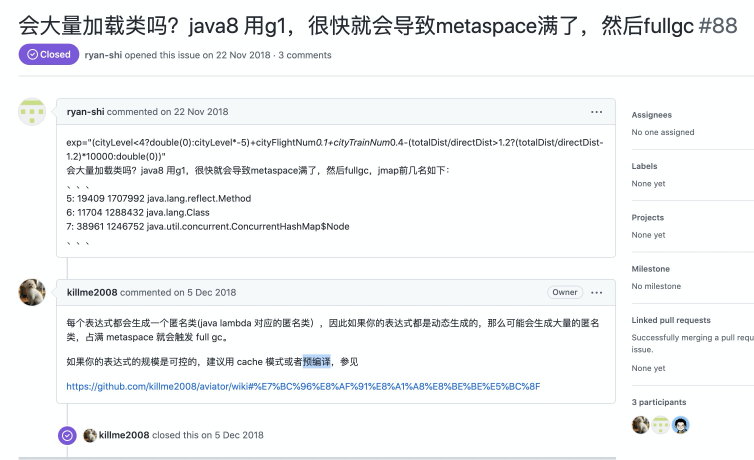 会大量加载类吗？java8 用g1，很快就会导致metaspace满了，然后fullgc #88
Closed ryan-shi opened this issue on 22 Nov 2018 · 3 comments
ryan-shi commented on 22 Nov 2018
exp="(cityLevel<4?double(0):cityLevel*-5)+cityFlightNum0.1+cityTrainNum0.4-(totalDist/directDist>1.2?(totalDist/directDist-
1.2)*10000:double(0))"
会大量加载类吗？java8 用g1，很快就会导致metaspace满了，然后fullgc，jmap前几名如下：
、、、
5: 19409 1707992 java.lang.reflect.Method
6: 11704 1288432 java.lang.Class
7: 38961 1246752 java.util.concurrent.ConcurrentHashMap$Node
、、、
killme2008 commented on 5 Dec 2018
Owner
每个表达式都会生成一个匿名类(java lambda 对应的匿名类），因此如果你的表达式都是动态生成的，那么可能会生成大量的匿名
类，占满 metaspace 就会触发 full gc。
如果你的表达式的规模是可控的，建议用 cache 模式或者预编译，参见
https://github.com/killme2008/aviator/wiki#%E7%BC%96%E8%AF%91%E8%A1%A8%E8%BE%BE%E5%BC%8F
killme2008 closed this on 5 Dec 2018
Assignees
No one assigned
Labels
None yet
Projects
None yet
Milestone
No milestone
Linked pull requests
Successfully merging a pull requ
issue.
None yet
3 participants